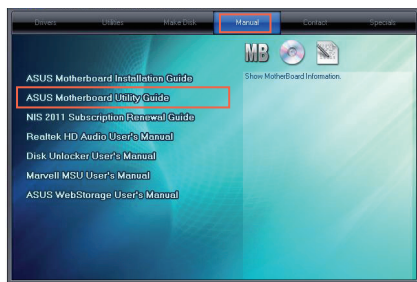 Drivers Utilities Make Disk Manual Contact Specials
MB
ASUS Motherboard Installation Guide
Show MotherBoard Information.
ASUS Motherboard Utility Guide
NIS 2011 Subscription Renewal Guide
Realtek HD Audio User's Manual
Disk Unlocker User's Manual
Marvell MSU User's Manual
ASUS WebStorage User's Manual